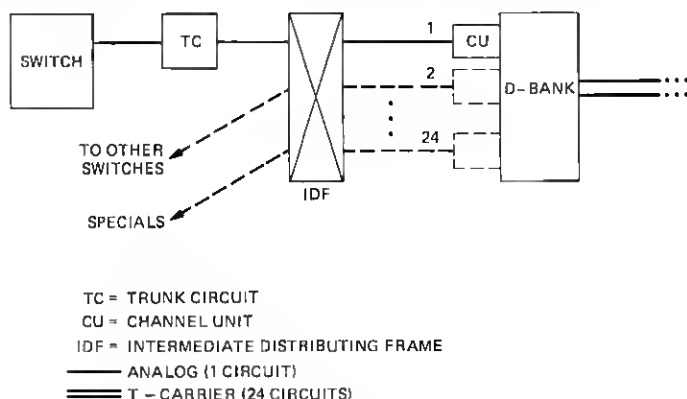 SWITCH
TC
1
CU
2
D-BANK
24
TO OTHER
SWITCHES
SPECIALS
IDF
TC = TRUNK CIRCUIT
CU = CHANNEL UNIT
IDF = INTERMEDIATE DISTRIBUTING FRAME
ANALOG (1 CIRCUIT)
T-CARRIER (24 CIRCUITS)